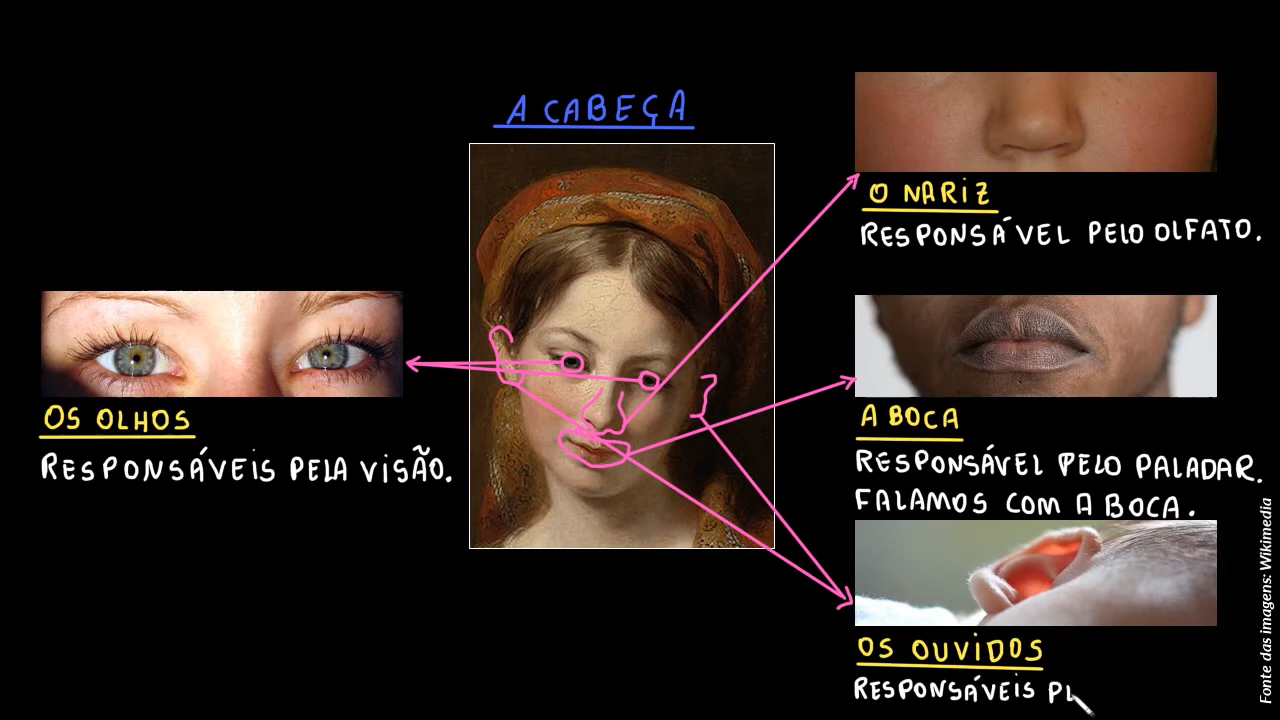 A CABEÇA
OS OLHOS
RESPONSÁVEIS PELA VISÃO.
O NARIZ
RESPONSÁVEL PELO OLFATO.
A BOCA
RESPONSÁVEL PELO PALADAR.
FALAMOS COM A BOCA.
OS OUVIDOS
RESPONSÁVEIS
Fonte das imagens: Wikimedia